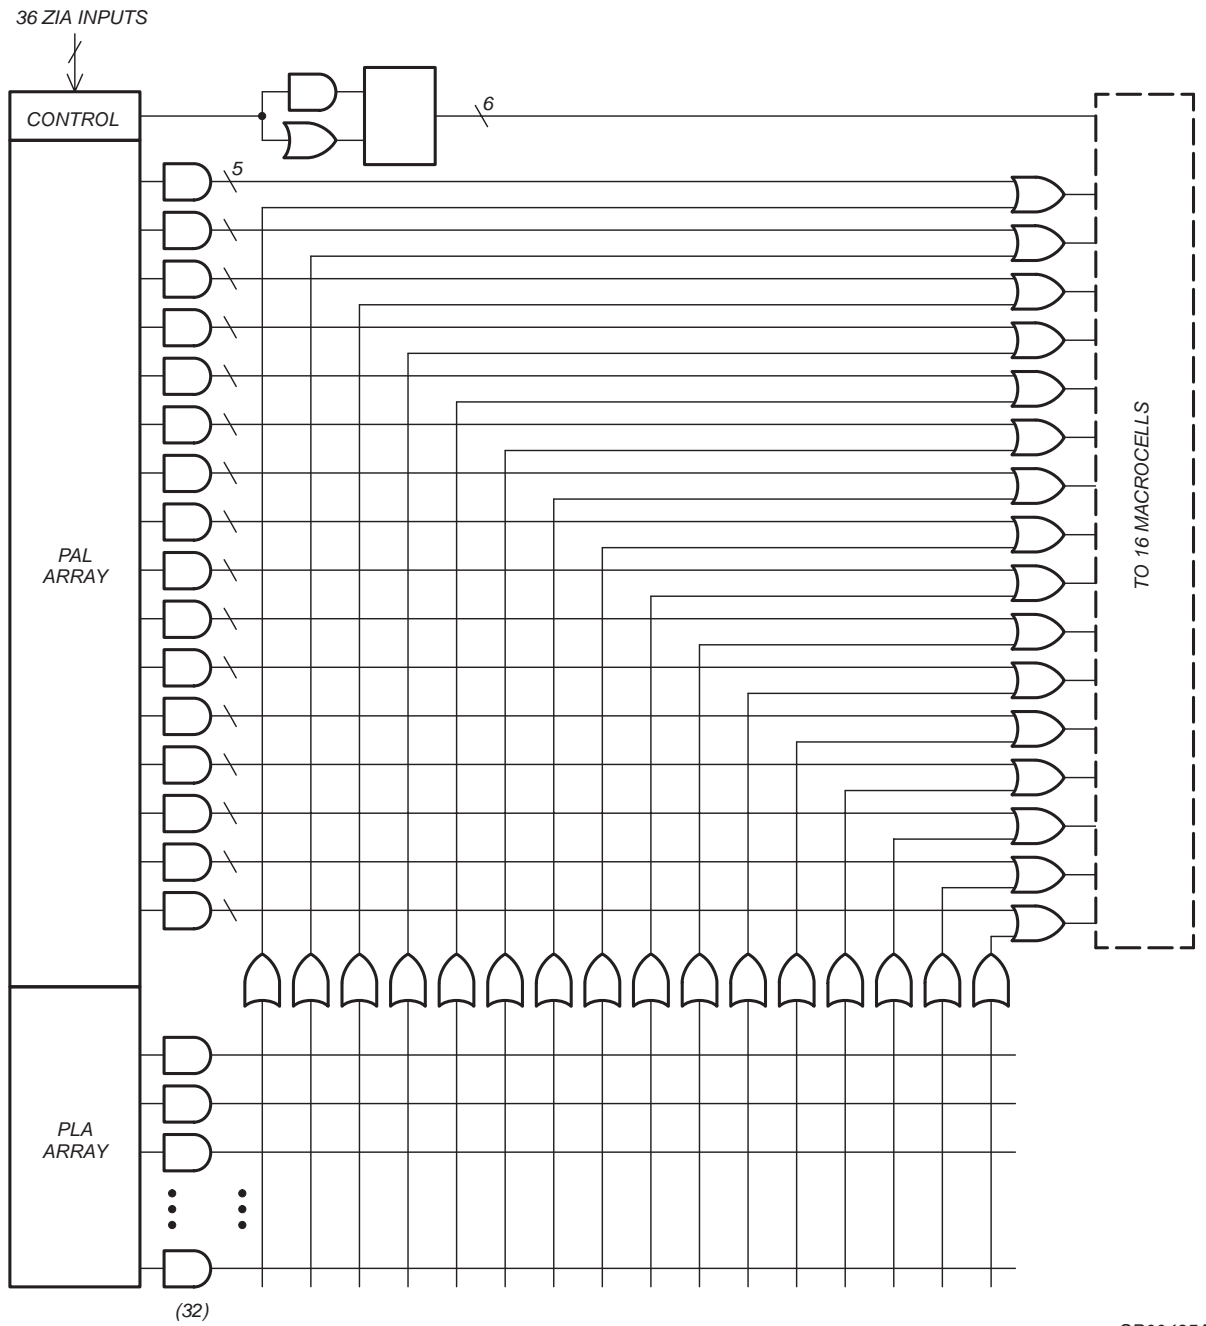 36 ZIA INPUTS
CONTROL
6
5
PAL
ARRAY
TO 16 MACROCELLS
PLA
ARRAY
(32)